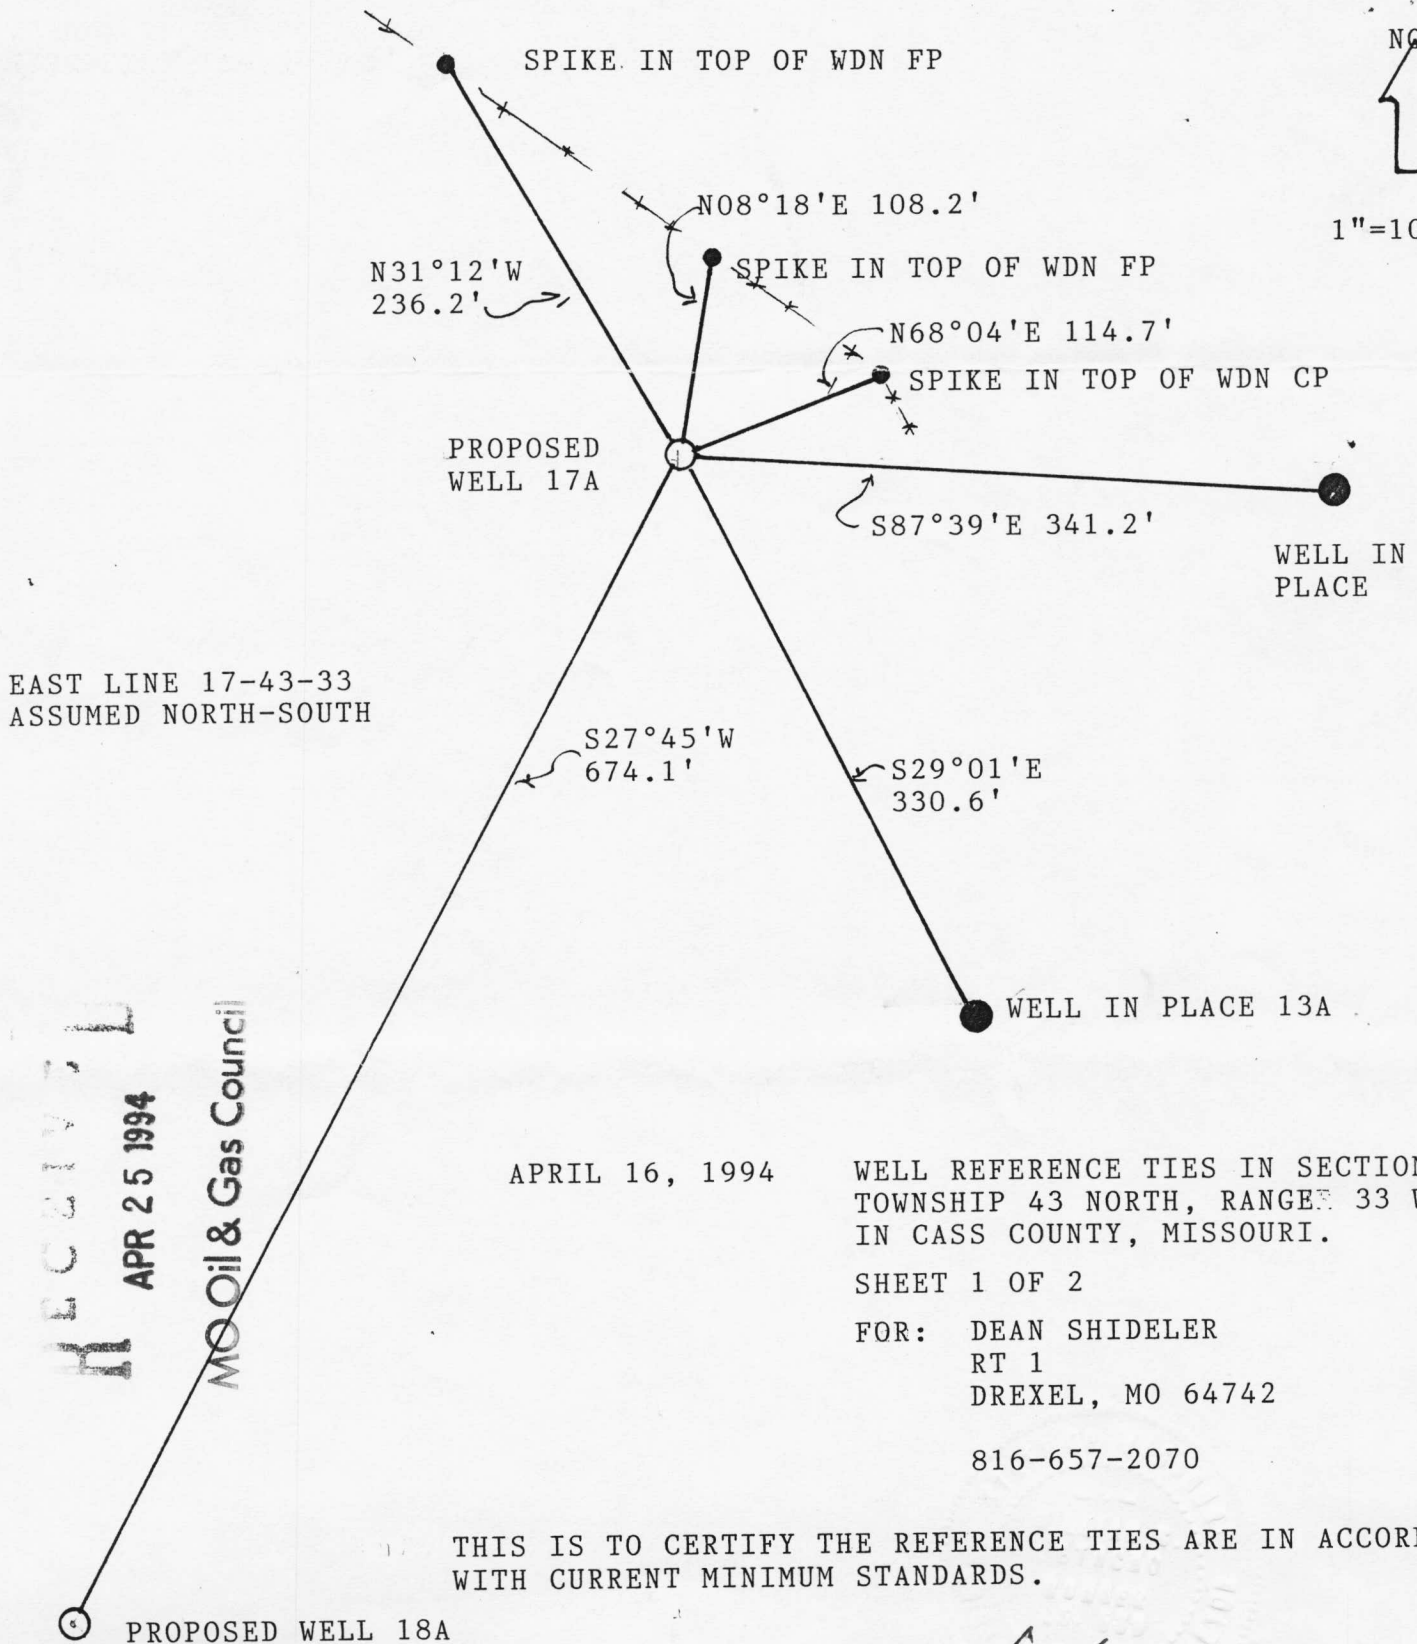 SPIKE IN TOP OF WDN FP
N08°18'E 108.2'
1"=10
N31°12'W
236.2'
SPIKE IN TOP OF WDN FP
N68°04'E 114.7'
SPIKE IN TOP OF WDN CP
PROPOSED
WELL 17A
S87°39'E 341.2'
WELL IN
PLACE
EAST LINE 17-43-33
ASSUMED NORTH-SOUTH
S27°45'W
674.1'
S29°01'E
330.6'
WELL IN PLACE 13A
APR 25 1994
MO Oil & Gas Council
APRIL 16, 1994
WELL REFERENCE TIES IN SECTION
TOWNSHIP 43 NORTH, RANGE 33 W
IN CASS COUNTY, MISSOURI.
SHEET 1 OF 2
FOR: DEAN SHIDELER
RT 1
DREXEL, MO 64742
816-657-2070
THIS IS TO CERTIFY THE REFERENCE TIES ARE IN ACCORD
WITH CURRENT MINIMUM STANDARDS.
PROPOSED WELL 18A